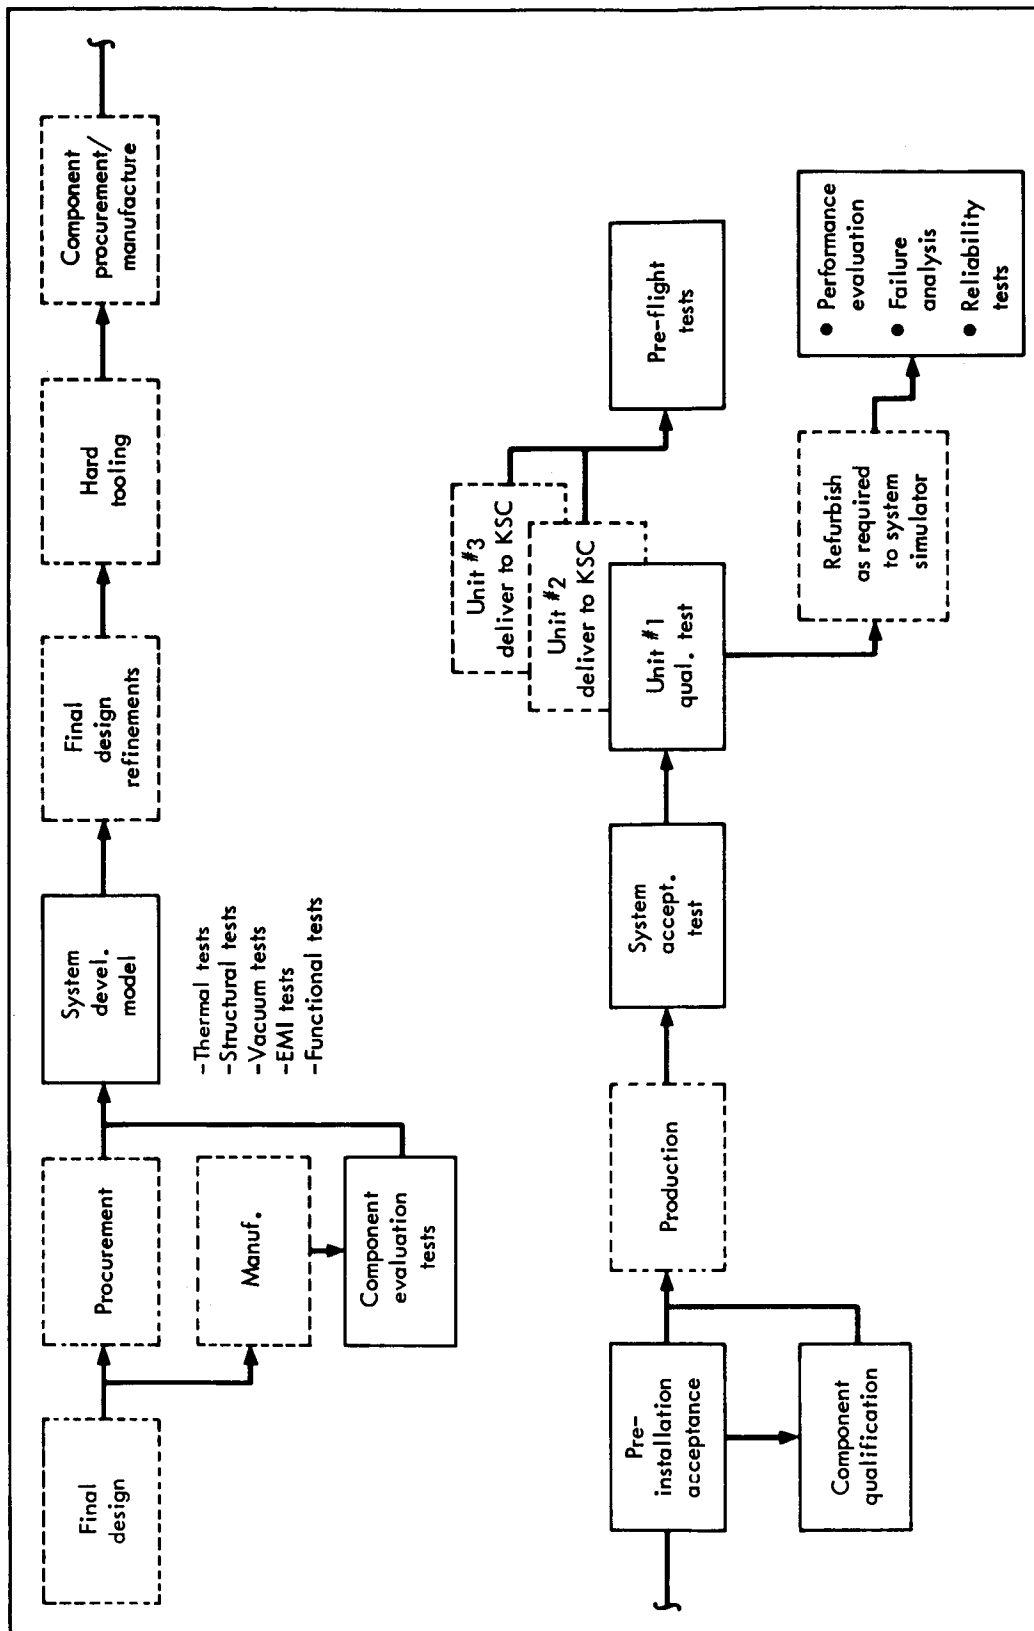 Final
design
Procurement
Manuf.
Component
evaluation
tests
System
devel.
model
-Thermal tests
-Structural tests
-Vacuum tests
-EMI tests
-Functional tests
Final
design
refinements
Hard
tooling
Component
procurement/
manufacture
Pre-
installation
acceptance
Component
qualification
Production
System
accept.
test
Unit #3
deliver to KSC
Unit #2
deliver to KSC
Unit #1
qual. test
Pre-flight
tests
Refurbish
as required
to system
simulator
● Performance
evaluation
● Failure
analysis
● Reliability
tests